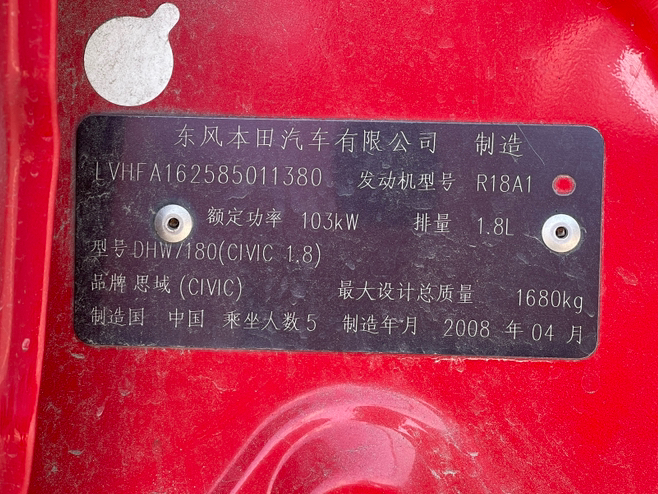 东风本田汽车有限公司 制造
LVHFA162585011380 发动机型号 R18A1
额定功率 103kW 排量 1.8L
型号 DHW7180(CIVIC 1.8)
品牌 思域 (CIVIC) 最大设计总质量 1680kg
制造国 中国 乘坐人数 5 制造年月 2008 年 04 月